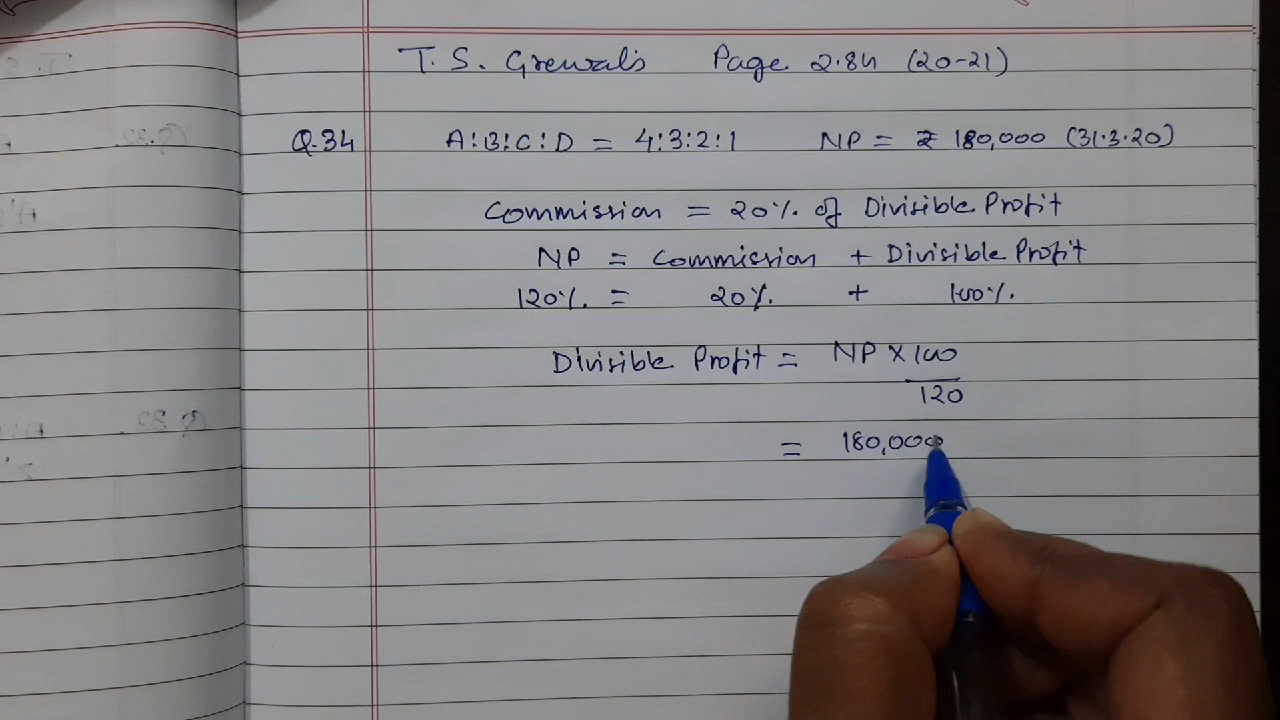 T. S. Grewal's Page 2.84 (20-21)
Q.34 A:B:C:D = 4:3:2:1 NP = ₹ 180,000 (31.3.20)
Commission = 20%. of Divisible Profit
NP = Commission + Divisible Profit
120%. = 20%. + 100%.
Divisible Profit = NP × 100
120
= 180,000